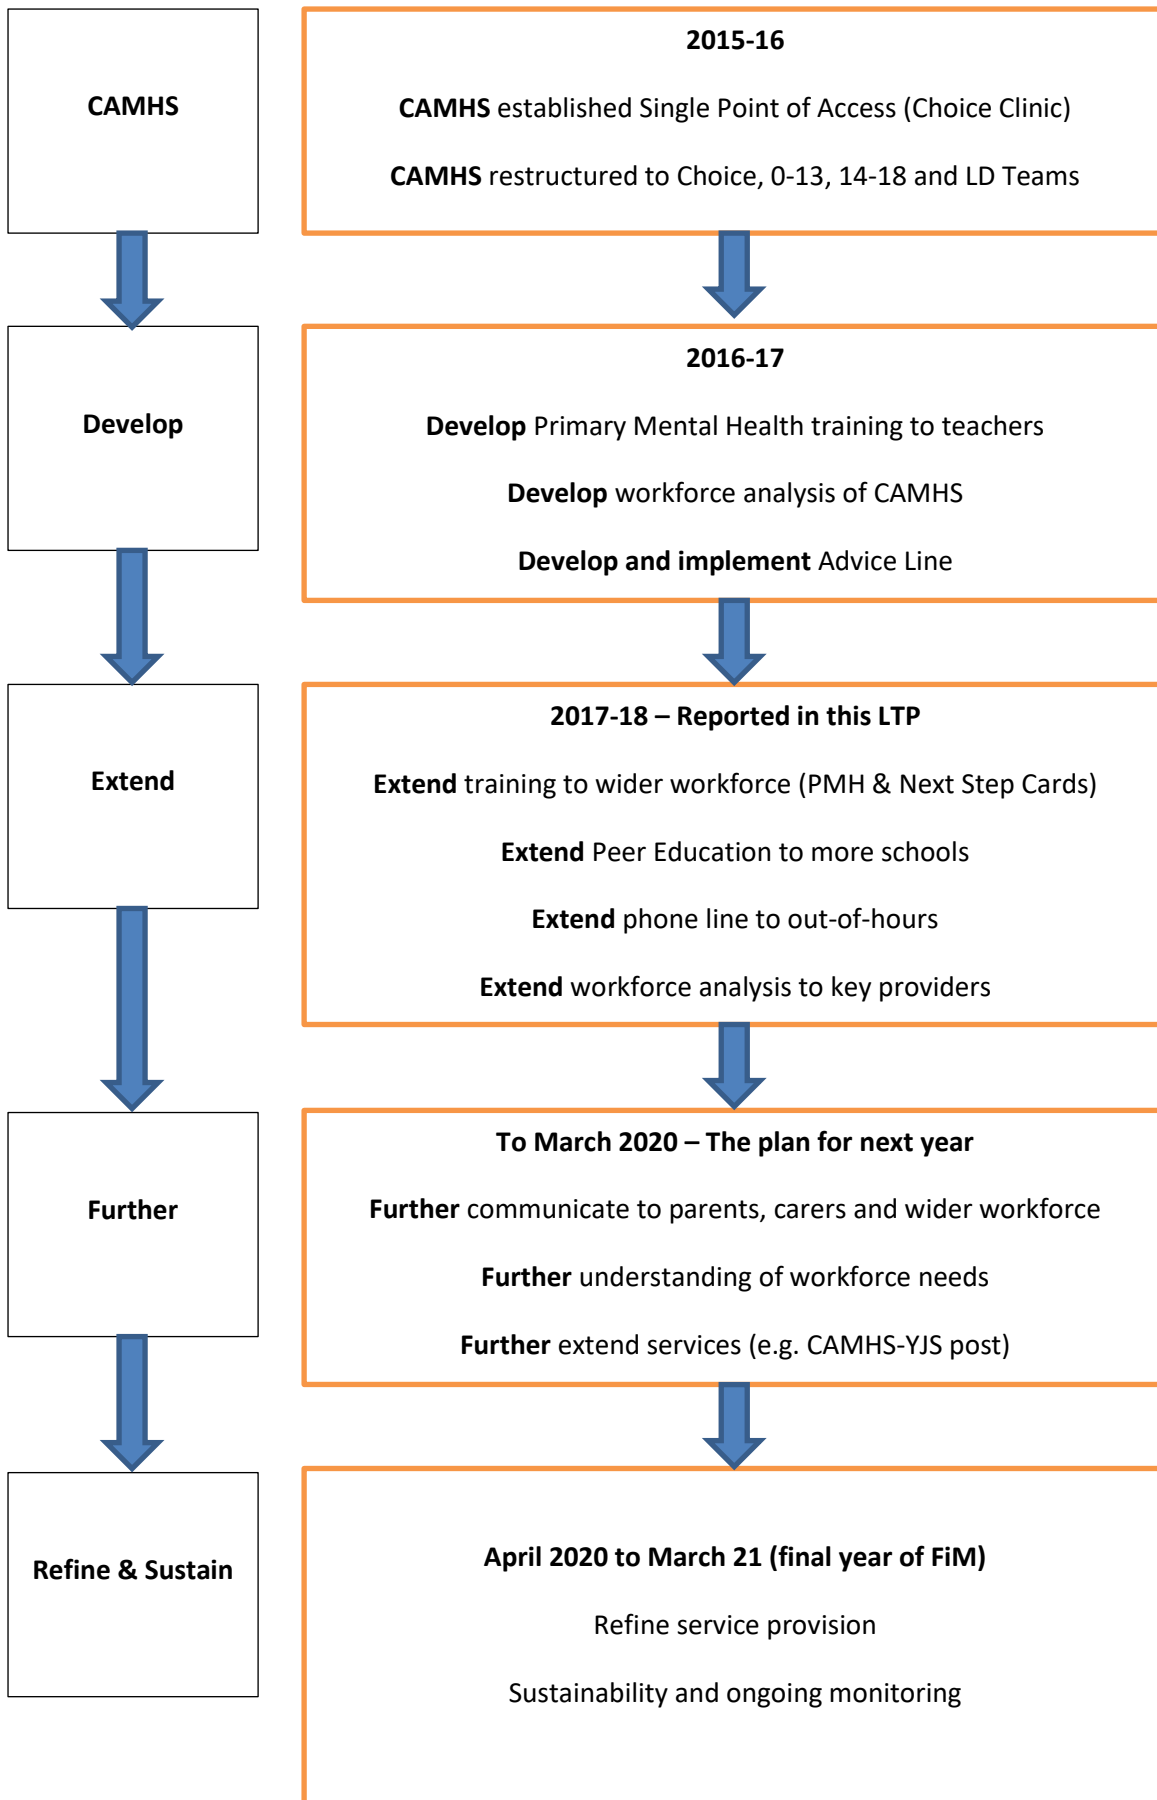 CAMHS
2015-16
CAMHS established Single Point of Access (Choice Clinic)
CAMHS restructured to Choice, 0-13, 14-18 and LD Teams
Develop
2016-17
Develop Primary Mental Health training to teachers
Develop workforce analysis of CAMHS
Develop and implement Advice Line
Extend
2017-18 – Reported in this LTP
Extend training to wider workforce (PMH & Next Step Cards)
Extend Peer Education to more schools
Extend phone line to out-of-hours
Extend workforce analysis to key providers
Further
To March 2020 – The plan for next year
Further communicate to parents, carers and wider workforce
Further understanding of workforce needs
Further extend services (e.g. CAMHS-YJS post)
Refine & Sustain
April 2020 to March 21 (final year of FiM)
Refine service provision
Sustainability and ongoing monitoring